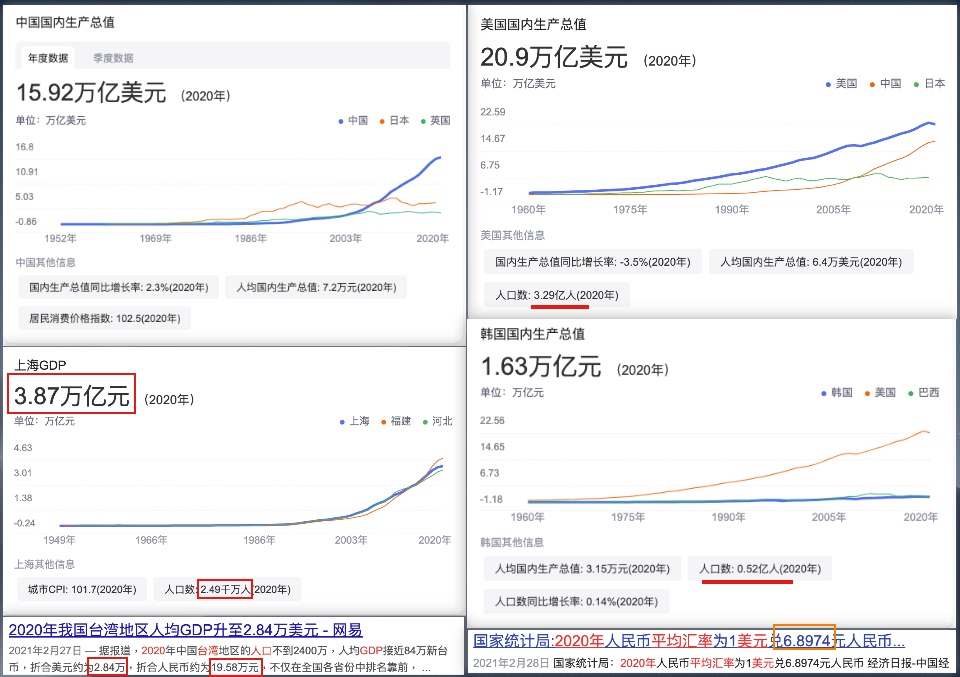 中国国内生产总值
年度数据 季度数据
15.92万亿美元 (2020年)
单位：万亿美元
中国 日本 英国
16.8
10.91
5.03
-0.86
1952年 1969年 1986年 2003年 2020年
中国其他信息
国内生产总值同比增长率: 2.3%(2020年) 人均国内生产总值: 7.2万元(2020年)
居民消费价格指数: 102.5(2020年)
美国国内生产总值
20.9万亿美元 (2020年)
单位：万亿美元
美国 中国 日本
22.59
14.67
6.75
-1.17
1960年 1975年 1990年 2005年 2020年
美国其他信息
国内生产总值同比增长率: -3.5%(2020年) 人均国内生产总值: 6.4万美元(2020年)
人口数: 3.29亿人(2020年)
上海GDP
3.87万亿元 (2020年)
单位：万亿元
上海 福建 河北
4.63
3.01
1.38
-0.24
1949年 1966年 1986年 2003年 2020年
上海其他信息
城市CPI: 101.7(2020年) 人口数: 2.49千万人(2020年)
韩国国内生产总值
1.63万亿元 (2020年)
单位：万亿元
韩国 美国 巴西
22.56
14.65
6.73
-1.18
1960年 1975年 1990年 2005年 2020年
韩国其他信息
人均国内生产总值: 3.15万元(2020年) 人口数: 0.52亿人(2020年)
人口数同比增长率: 0.14%(2020年)
2020年我国台湾地区人均GDP升至2.84万美元 - 网易
2021年2月27日 — 据报道，2020年中国台湾地区的人口不到2400万，人均GDP接近84万新台
币，折合美元约为2.84万，折合人民币约为19.58万元，不仅在全国各省份中排名靠前， ...
国家统计局:2020年人民币平均汇率为1美元兑6.8974元人民币...
2021年2月28日 国家统计局：2020年人民币平均汇率为1美元兑6.8974元人民币 经济日报-中国经